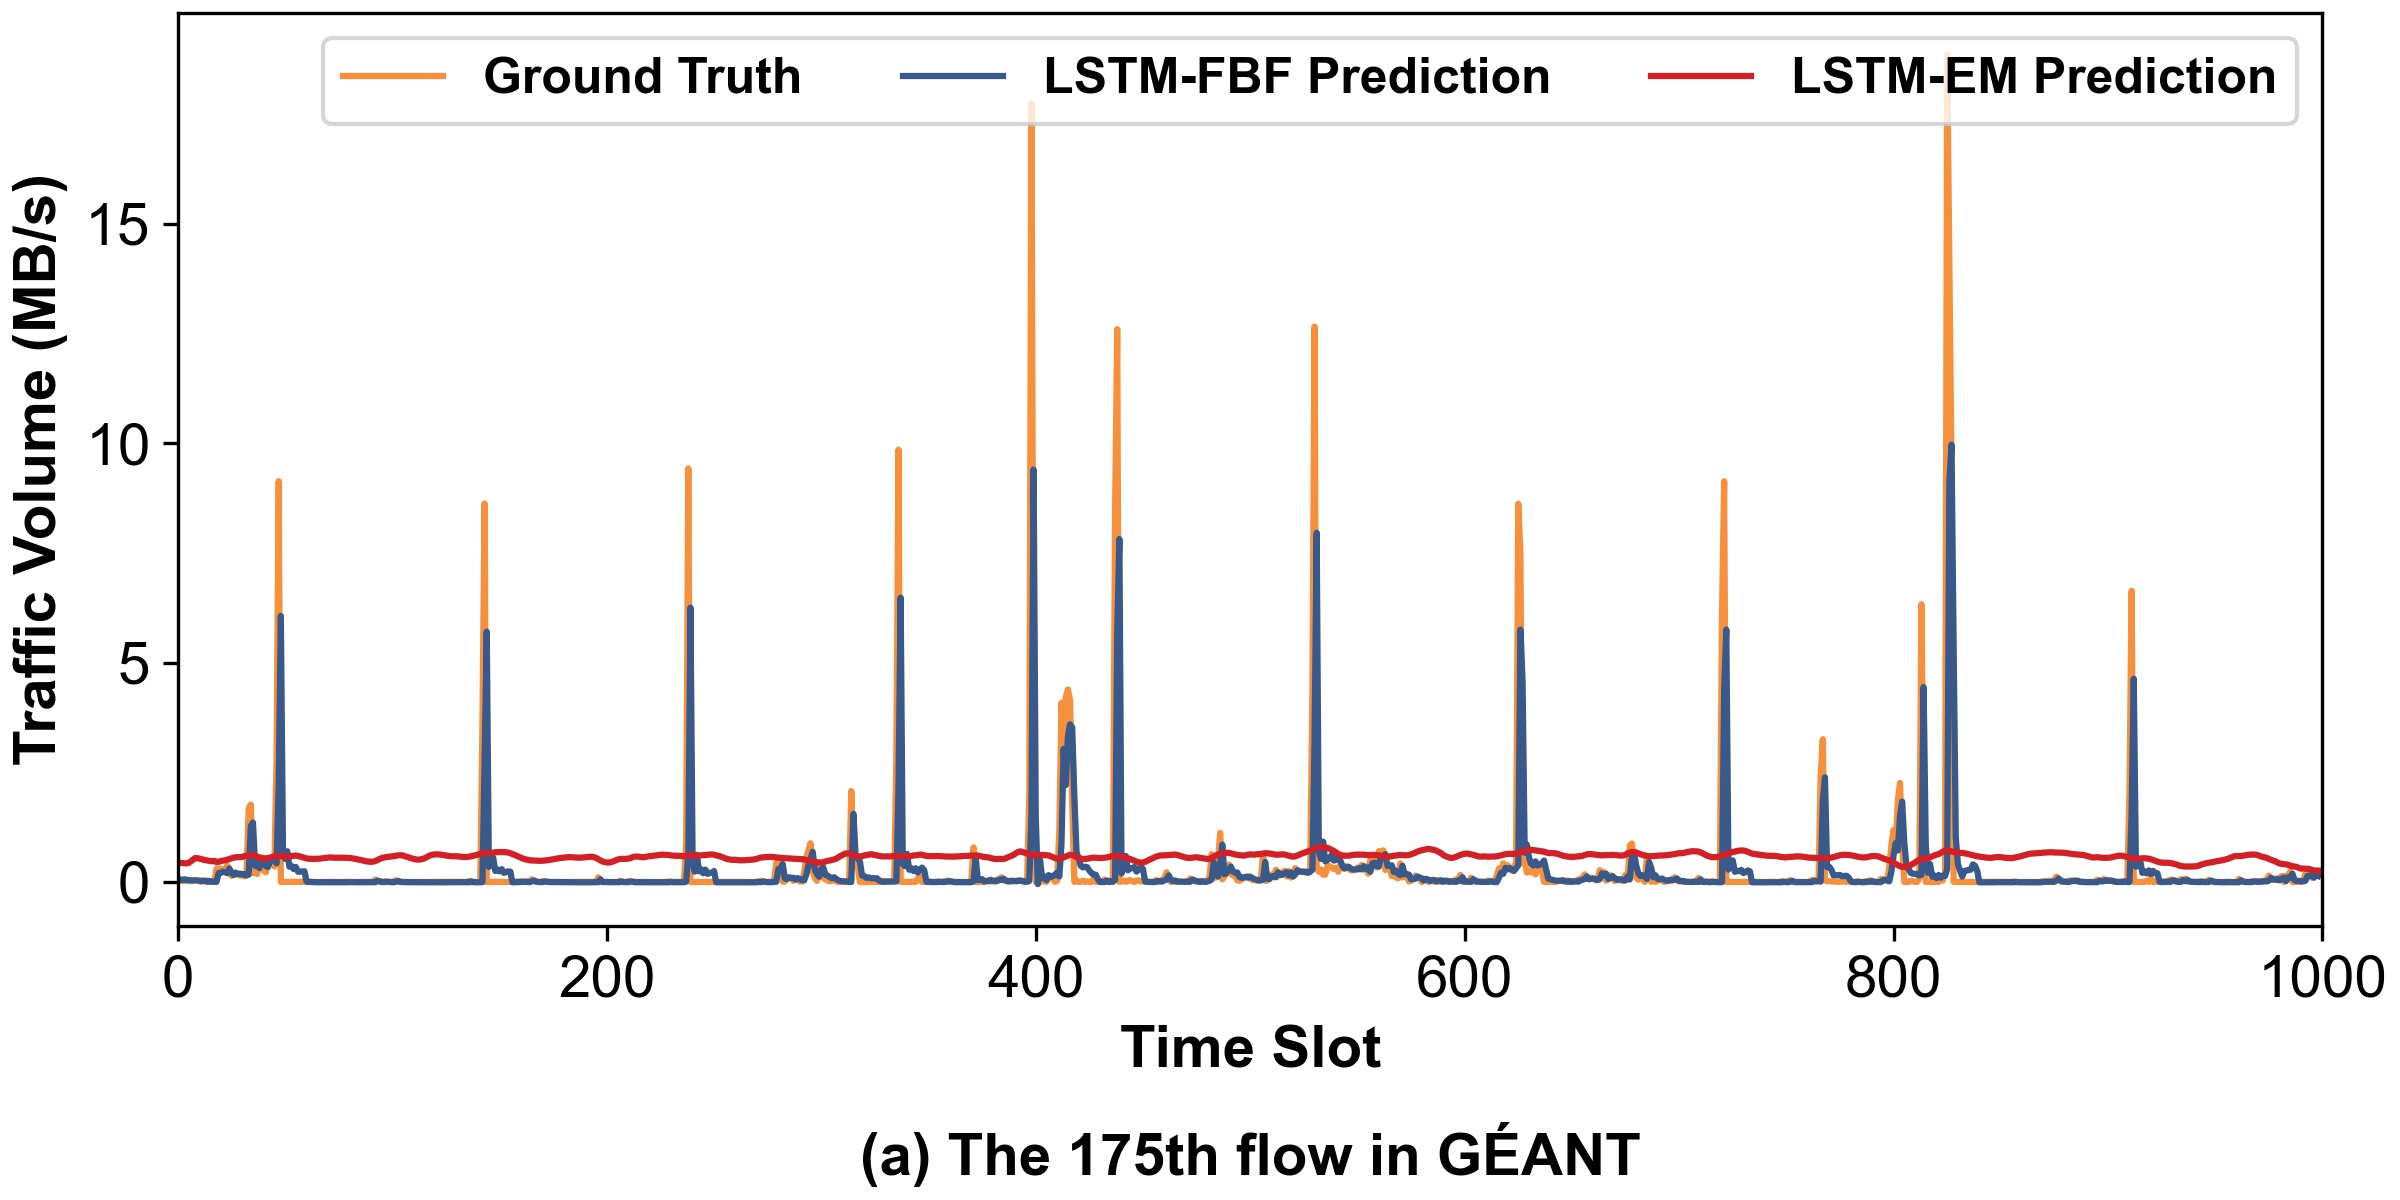 Ground Truth LSTM-FBF Prediction LSTM-EM Prediction
Traffic Volume (MB/s)
15
10
5
0
0 200 400 600 800 1000
Time Slot
(a) The 175th flow in GÉANT